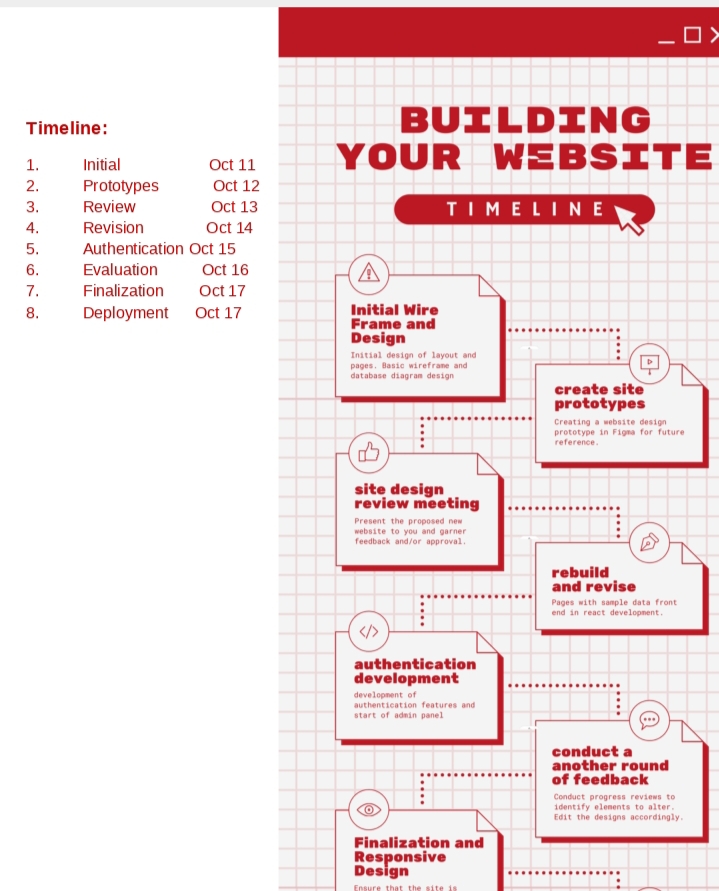 Timeline:
1. Initial Oct 11
2. Prototypes Oct 12
3. Review Oct 13
4. Revision Oct 14
5. Authentication Oct 15
6. Evaluation Oct 16
7. Finalization Oct 17
8. Deployment Oct 17
BUILDING
YOUR WEBSITE
TIMELINE
Initial Wire
Frame and
Design
Initial design of layout and
pages. Basic wireframe and
database diagram design
create site
prototypes
Creating a website design
prototype in Figma for future
reference.
site design
review meeting
Present the proposed new
website to you and garner
feedback and/or approval.
rebuild
and revise
Pages with sample data front
end in react development.
authentication
development
development of
authentication features and
start of admin panel
conduct a
another round
of feedback
Conduct progress reviews to
identify elements to alter.
Edit the designs accordingly.
Finalization and
Responsive
Design
Ensure that the site is